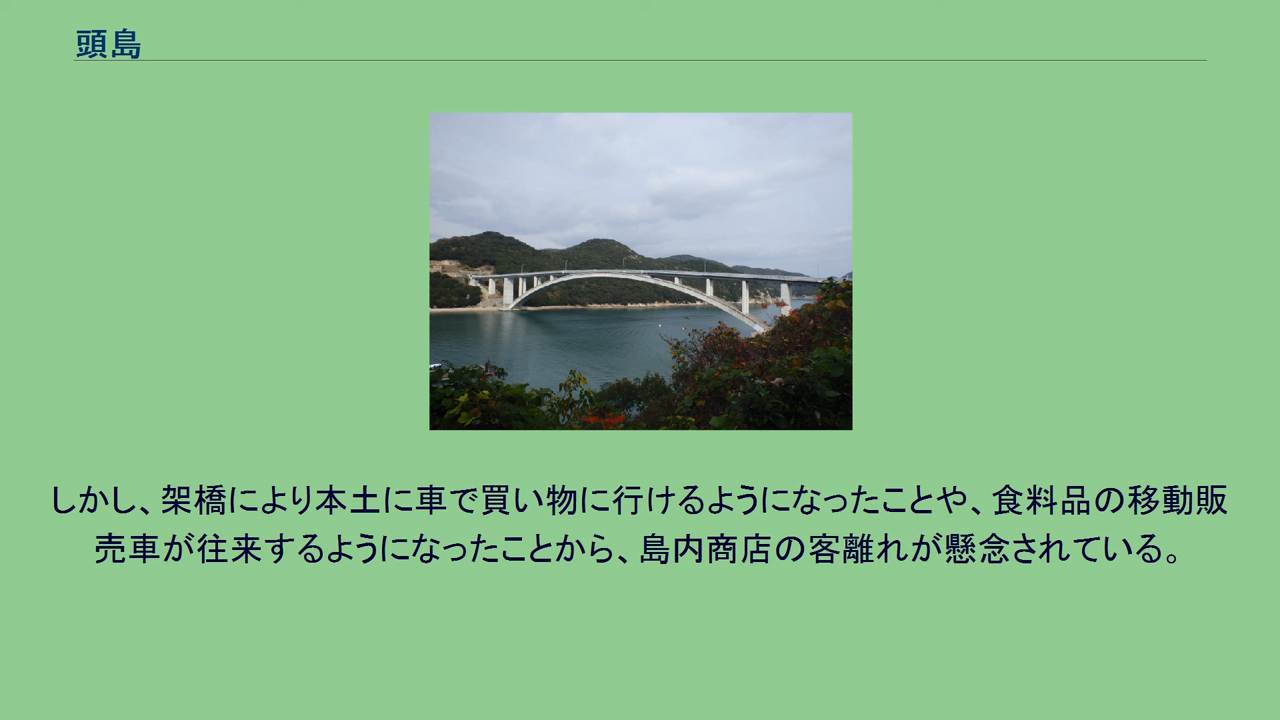 頭島
しかし、架橋により本土に車で買い物に行けるようになったことや、食料品の移動販
売車が往来するようになったことから、島内商店の客離れが懸念されている。